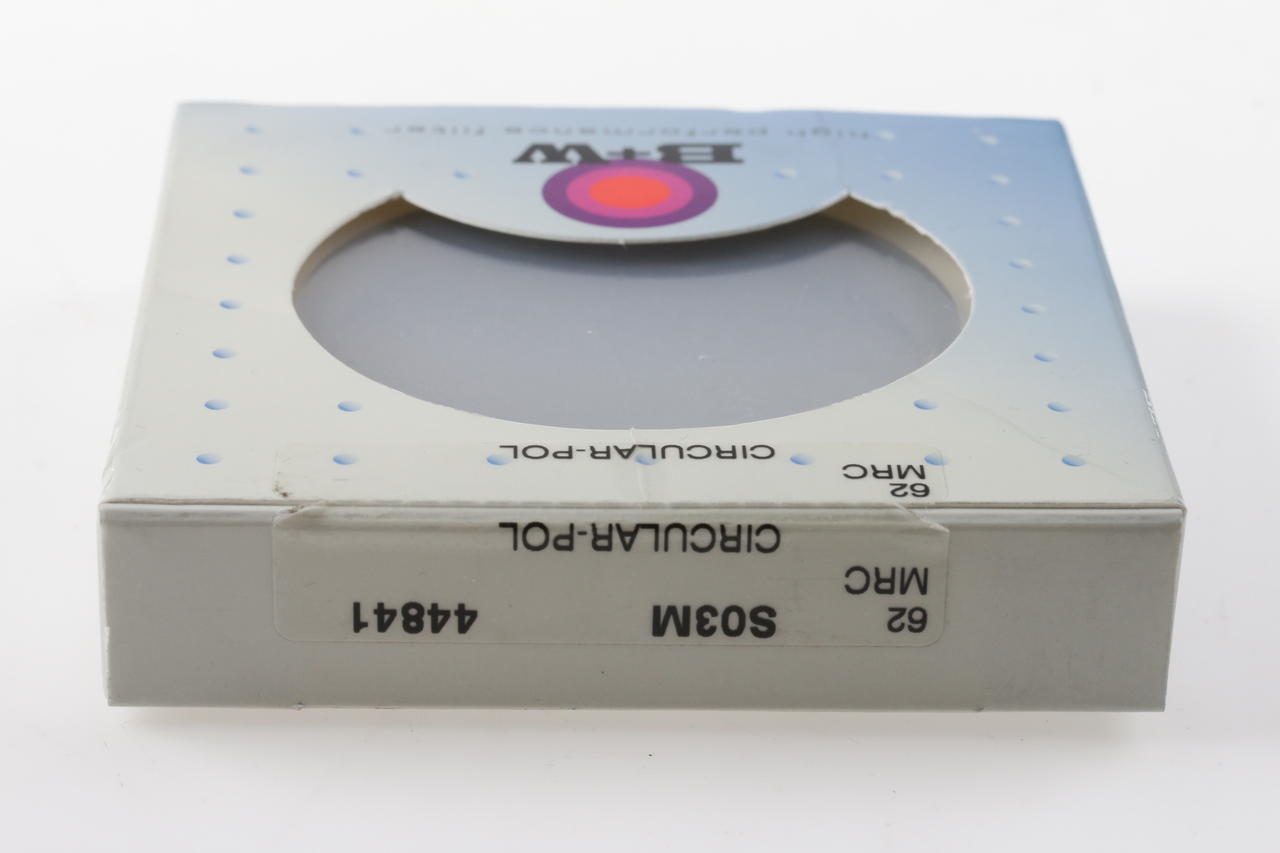 62 S03M 44841
MRC
CIRCULAR-POL
62
MRC
CIRCULAR-POL
B+W
high performance filter